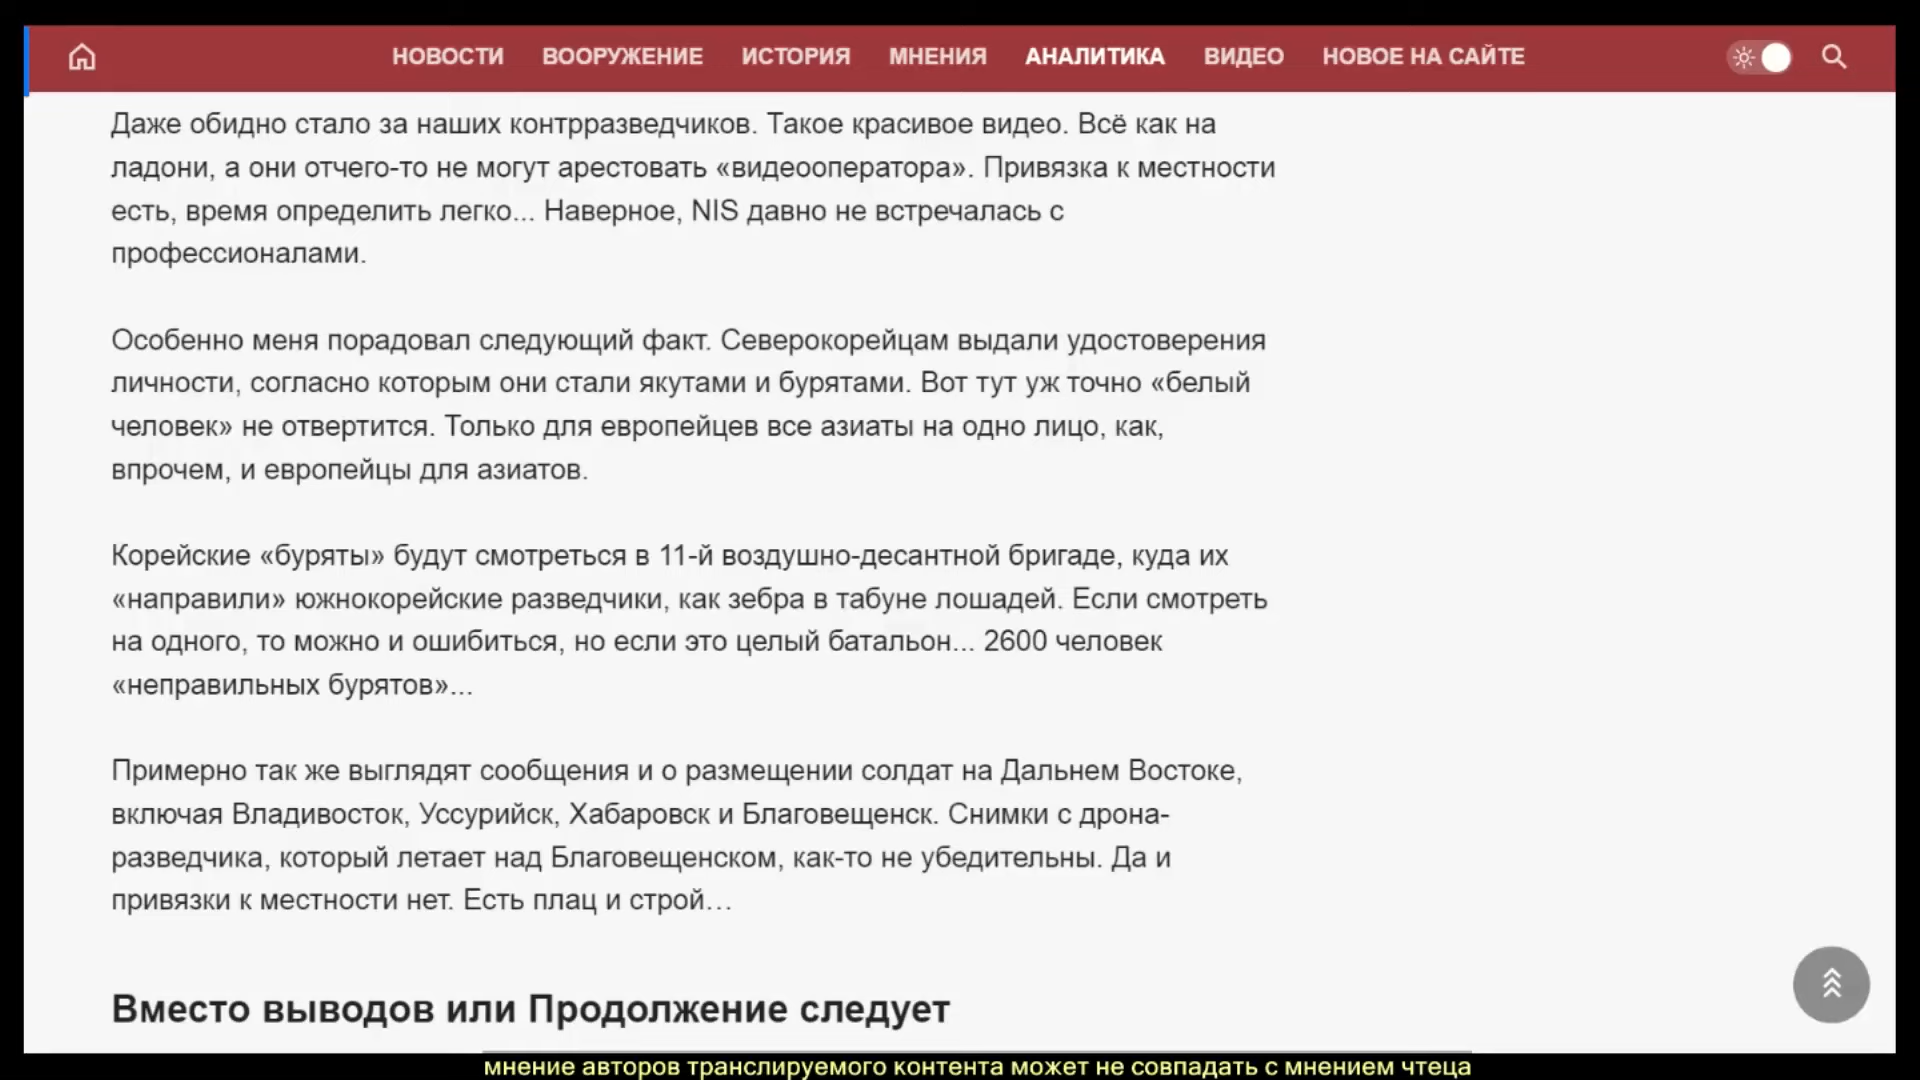 НОВОСТИ ВООРУЖЕНИЕ ИСТОРИЯ МНЕНИЯ АНАЛИТИКА ВИДЕО НОВОЕ НА САЙТЕ
Даже обидно стало за наших контрразведчиков. Такое красивое видео. Всё как на
ладони, а они отчего-то не могут арестовать «видеооператора». Привязка к местности
есть, время определить легко... Наверное, NIS давно не встречалась с
профессионалами.
Особенно меня порадовал следующий факт. Северокорейцам выдали удостоверения
личности, согласно которым они стали якутами и бурятами. Вот тут уж точно «белый
человек» не отвертится. Только для европейцев все азиаты на одно лицо, как,
впрочем, и европейцы для азиатов.
Корейские «буряты» будут смотреться в 11-й воздушно-десантной бригаде, куда их
«направили» южнокорейские разведчики, как зебра в табуне лошадей. Если смотреть
на одного, то можно и ошибиться, но если это целый батальон... 2600 человек
«неправильных бурятов»...
Примерно так же выглядят сообщения и о размещении солдат на Дальнем Востоке,
включая Владивосток, Уссурийск, Хабаровск и Благовещенск. Снимки с дрона-
разведчика, который летает над Благовещенском, как-то не убедительны. Да и
привязки к местности нет. Есть плац и строй…
Вместо выводов или Продолжение следует
мнение авторов транслируемого контента может не совпадать с мнением чтеца